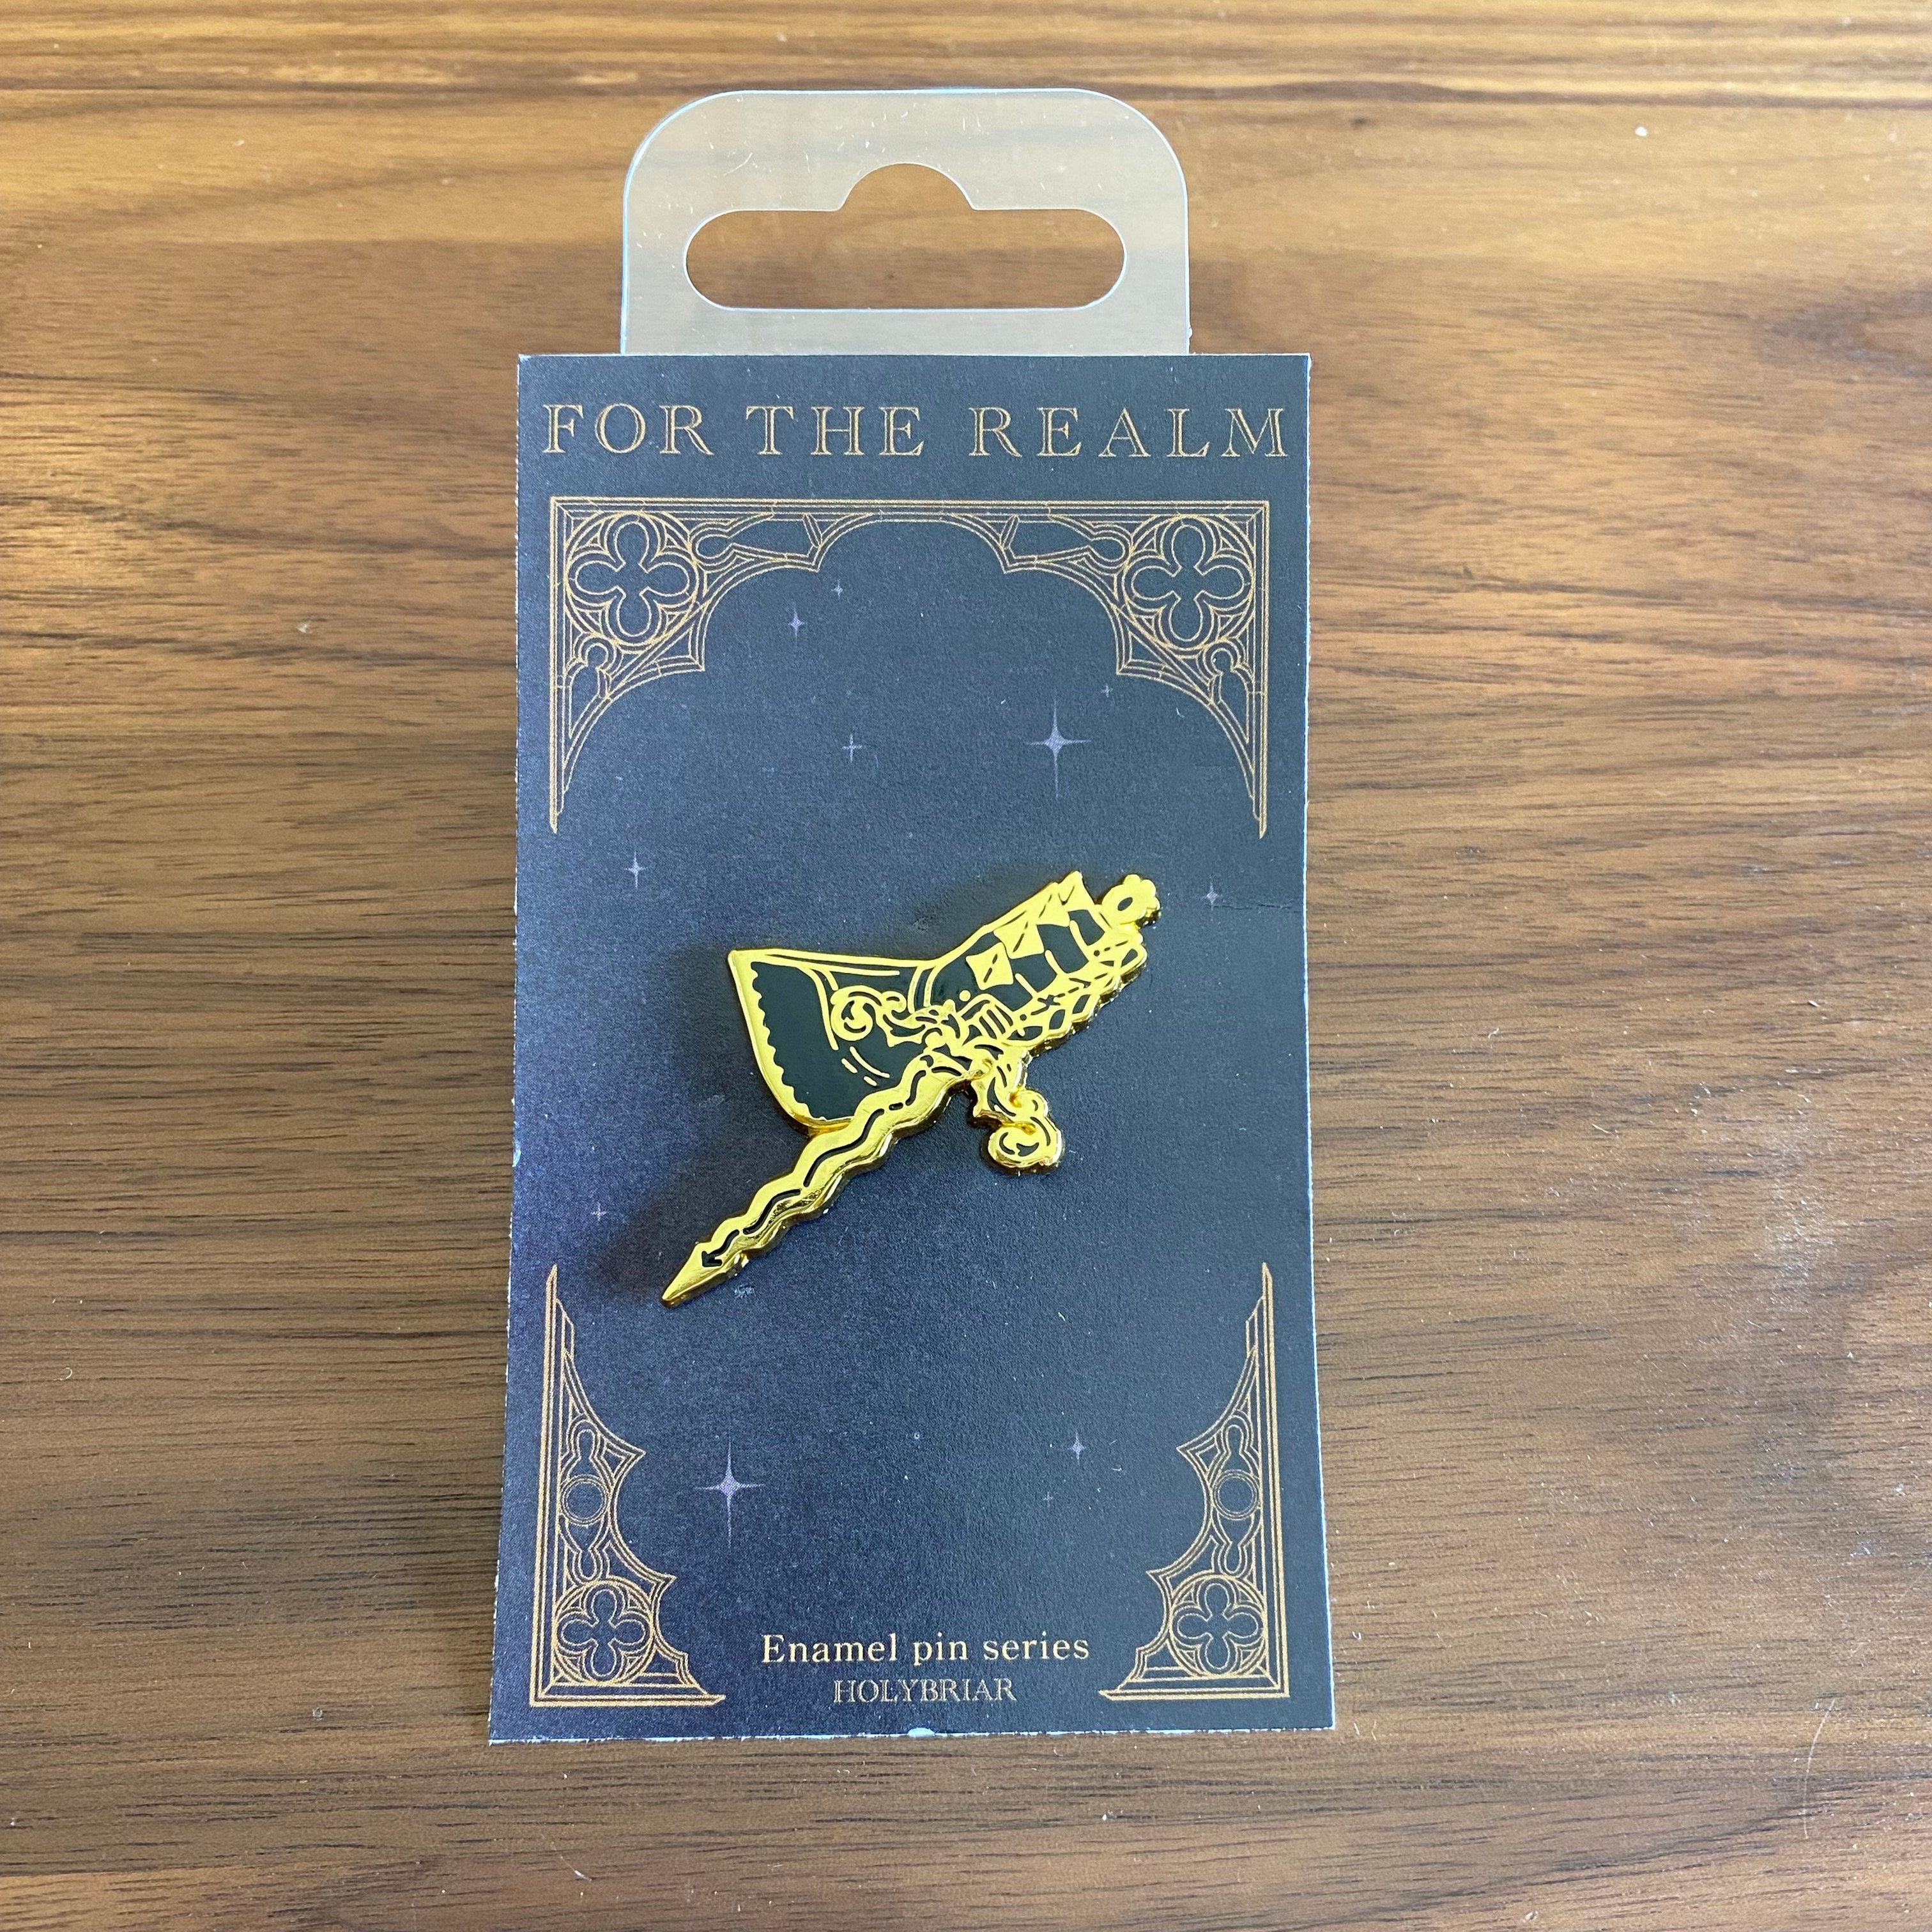 FOR THE REALM
Enamel pin series
HOLYBRIAR